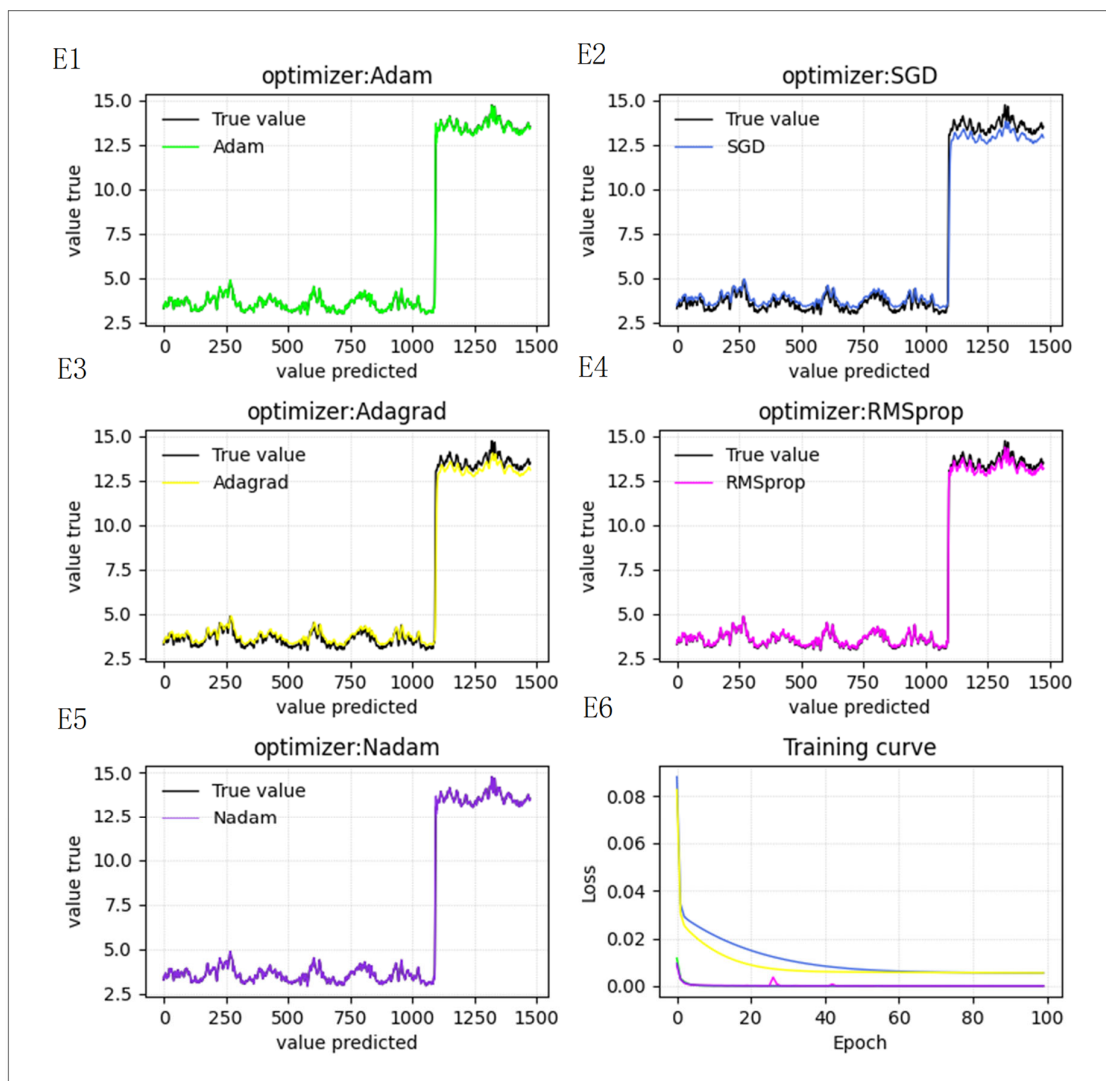 E1
optimizer:Adam
15.0
12.5
10.0
7.5
5.0
2.5
value true
True value
Adam
0 250 500 750 1000 1250 1500
value predicted
E2
optimizer:SGD
15.0
12.5
10.0
7.5
5.0
2.5
value true
True value
SGD
0 250 500 750 1000 1250 1500
value predicted
E3
optimizer:Adagrad
15.0
12.5
10.0
7.5
5.0
2.5
value true
True value
Adagrad
0 250 500 750 1000 1250 1500
value predicted
E4
optimizer:RMSprop
15.0
12.5
10.0
7.5
5.0
2.5
value true
True value
RMSprop
0 250 500 750 1000 1250 1500
value predicted
E5
optimizer:Nadam
15.0
12.5
10.0
7.5
5.0
2.5
value true
True value
Nadam
0 250 500 750 1000 1250 1500
value predicted
E6
Training curve
0.08
0.06
0.04
0.02
0.00
Loss
0 20 40 60 80 100
Epoch